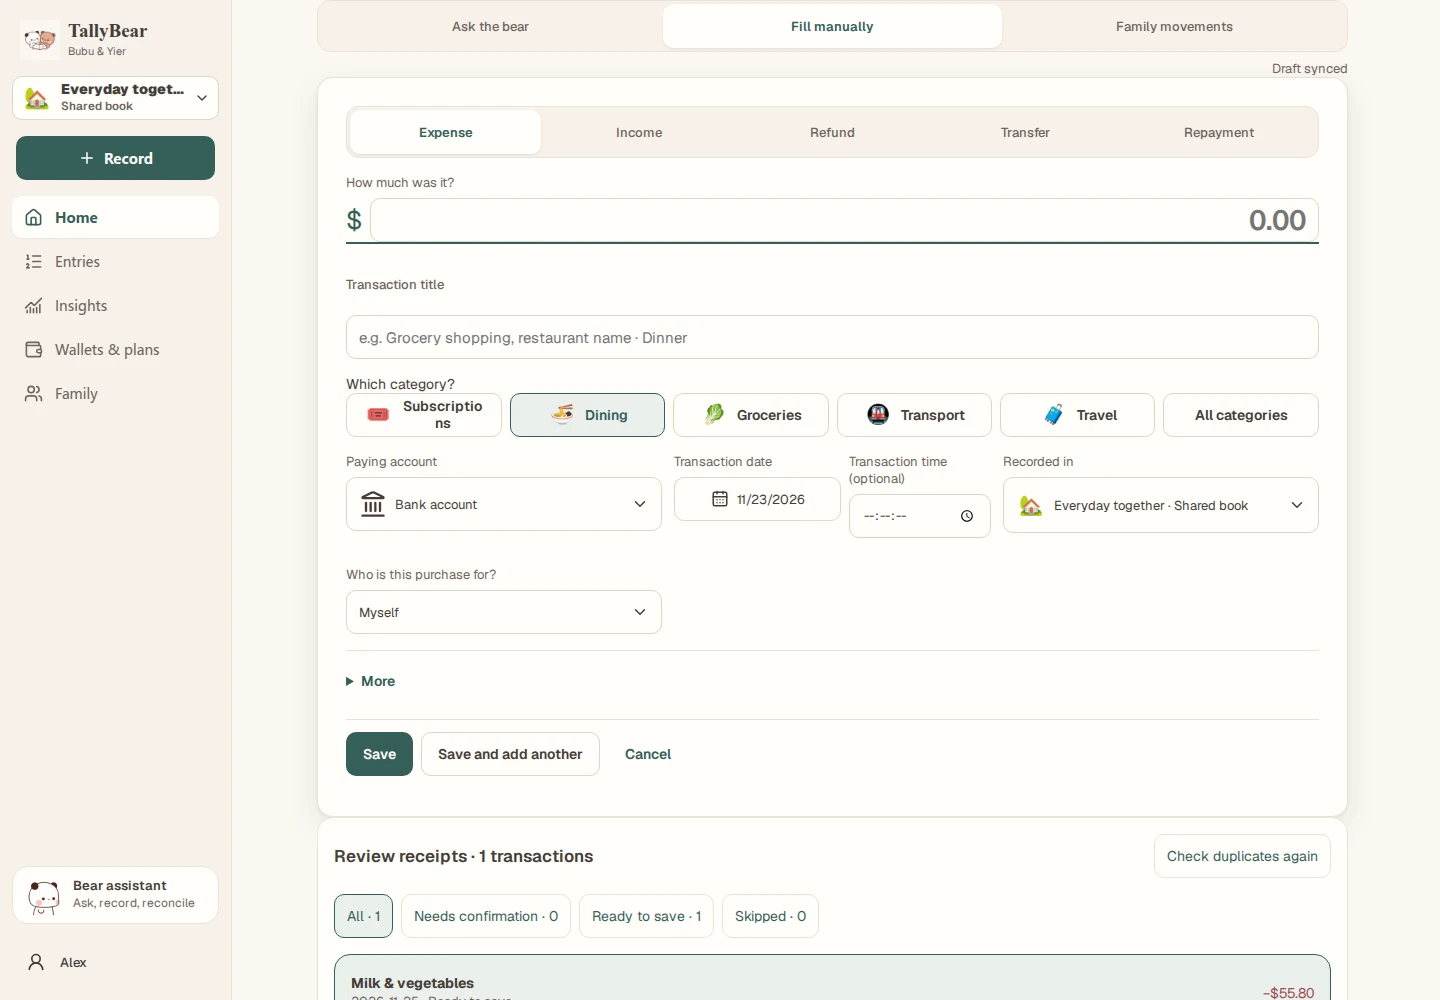 TallyBear
Bubu & Yier
Everyday toget...
Shared book
Record
Home
Entries
Insights
Wallets & plans
Family
Bear assistant
Ask, record, reconcile
Alex
Ask the bear
Fill manually
Family movements
Draft synced
Expense
Income
Refund
Transfer
Repayment
How much was it?
$ 0.00
Transaction title
e.g. Grocery shopping, restaurant name · Dinner
Which category?
Subscriptio
ns
Dining
Groceries
Transport
Travel
All categories
Paying account
Bank account
Transaction date
11/23/2026
Transaction time
(optional)
--:--:--
Recorded in
Everyday together · Shared book
Who is this purchase for?
Myself
More
Save
Save and add another
Cancel
Review receipts · 1 transactions
Check duplicates again
All · 1
Needs confirmation · 0
Ready to save · 1
Skipped · 0
Milk & vegetables
−$55.80